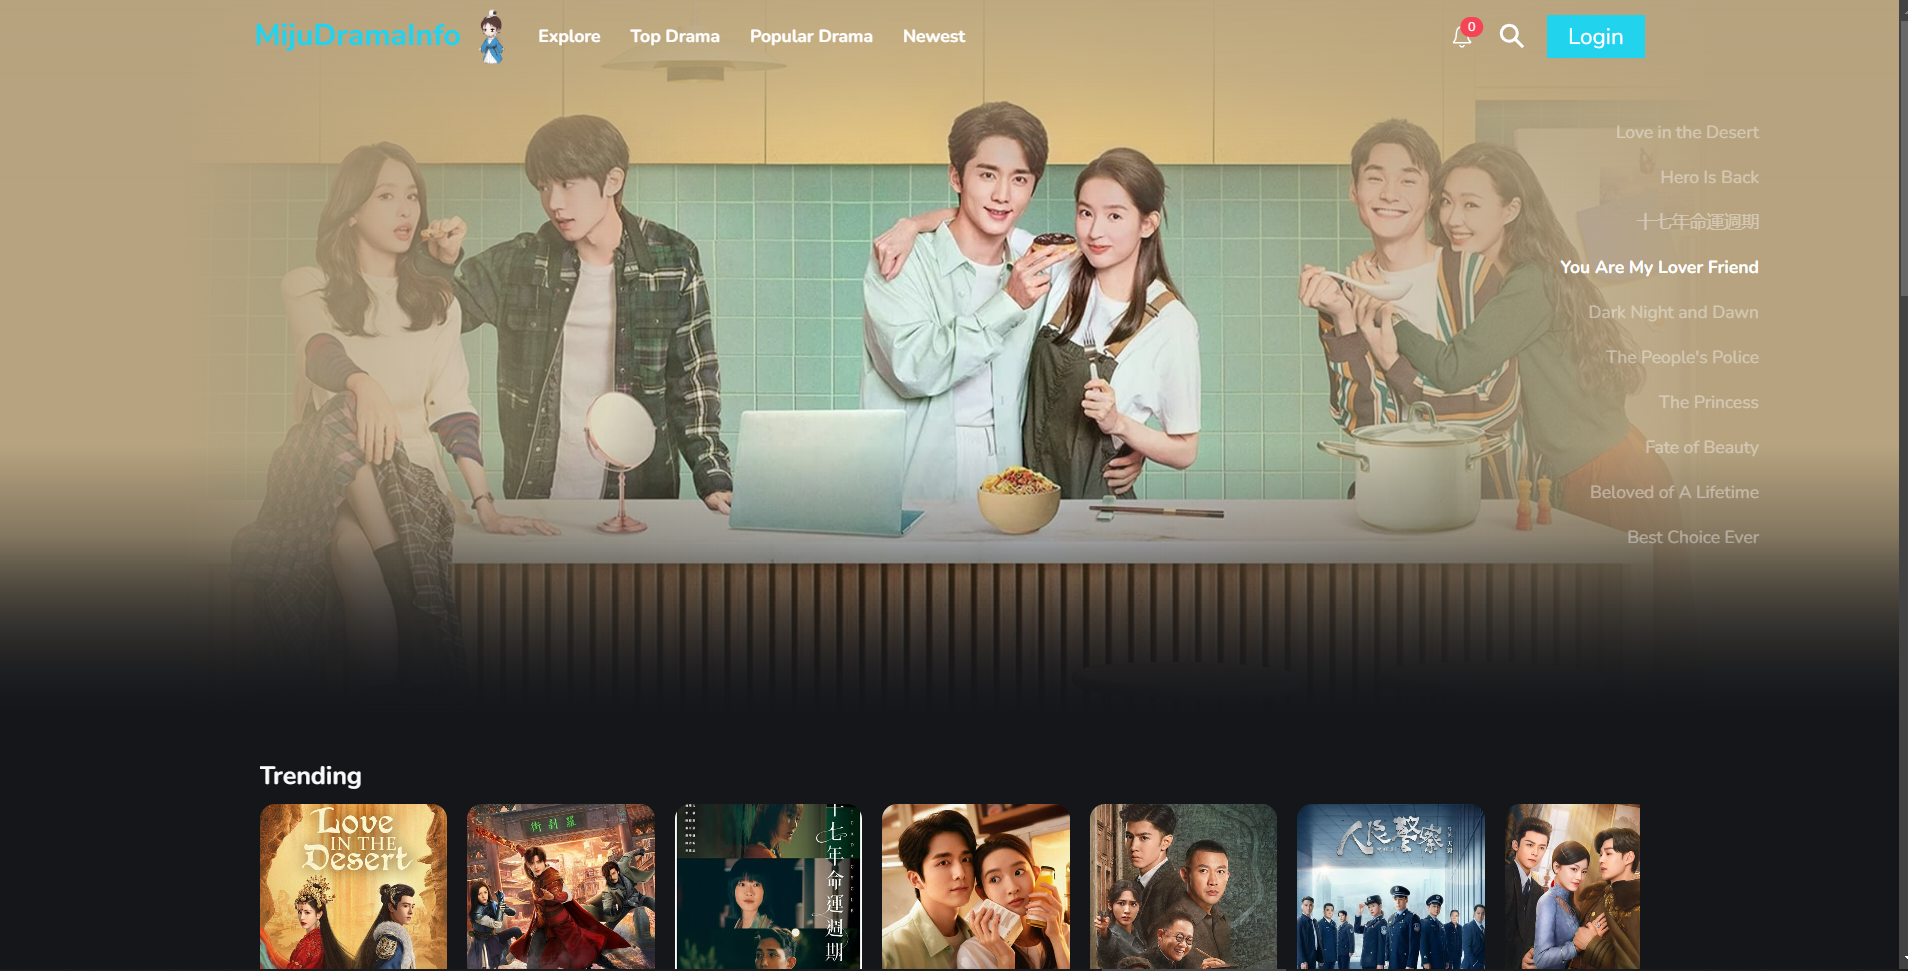 MijuDramaInfo
Explore
Top Drama
Popular Drama
Newest
0
Login
Love in the Desert
Hero Is Back
十七年命運週期
You Are My Lover Friend
Dark Night and Dawn
The People's Police
The Princess
Fate of Beauty
Beloved of A Lifetime
Best Choice Ever
Trending
Love
IN THE
Desert
羅刹街
十七年命運週期
人民警察